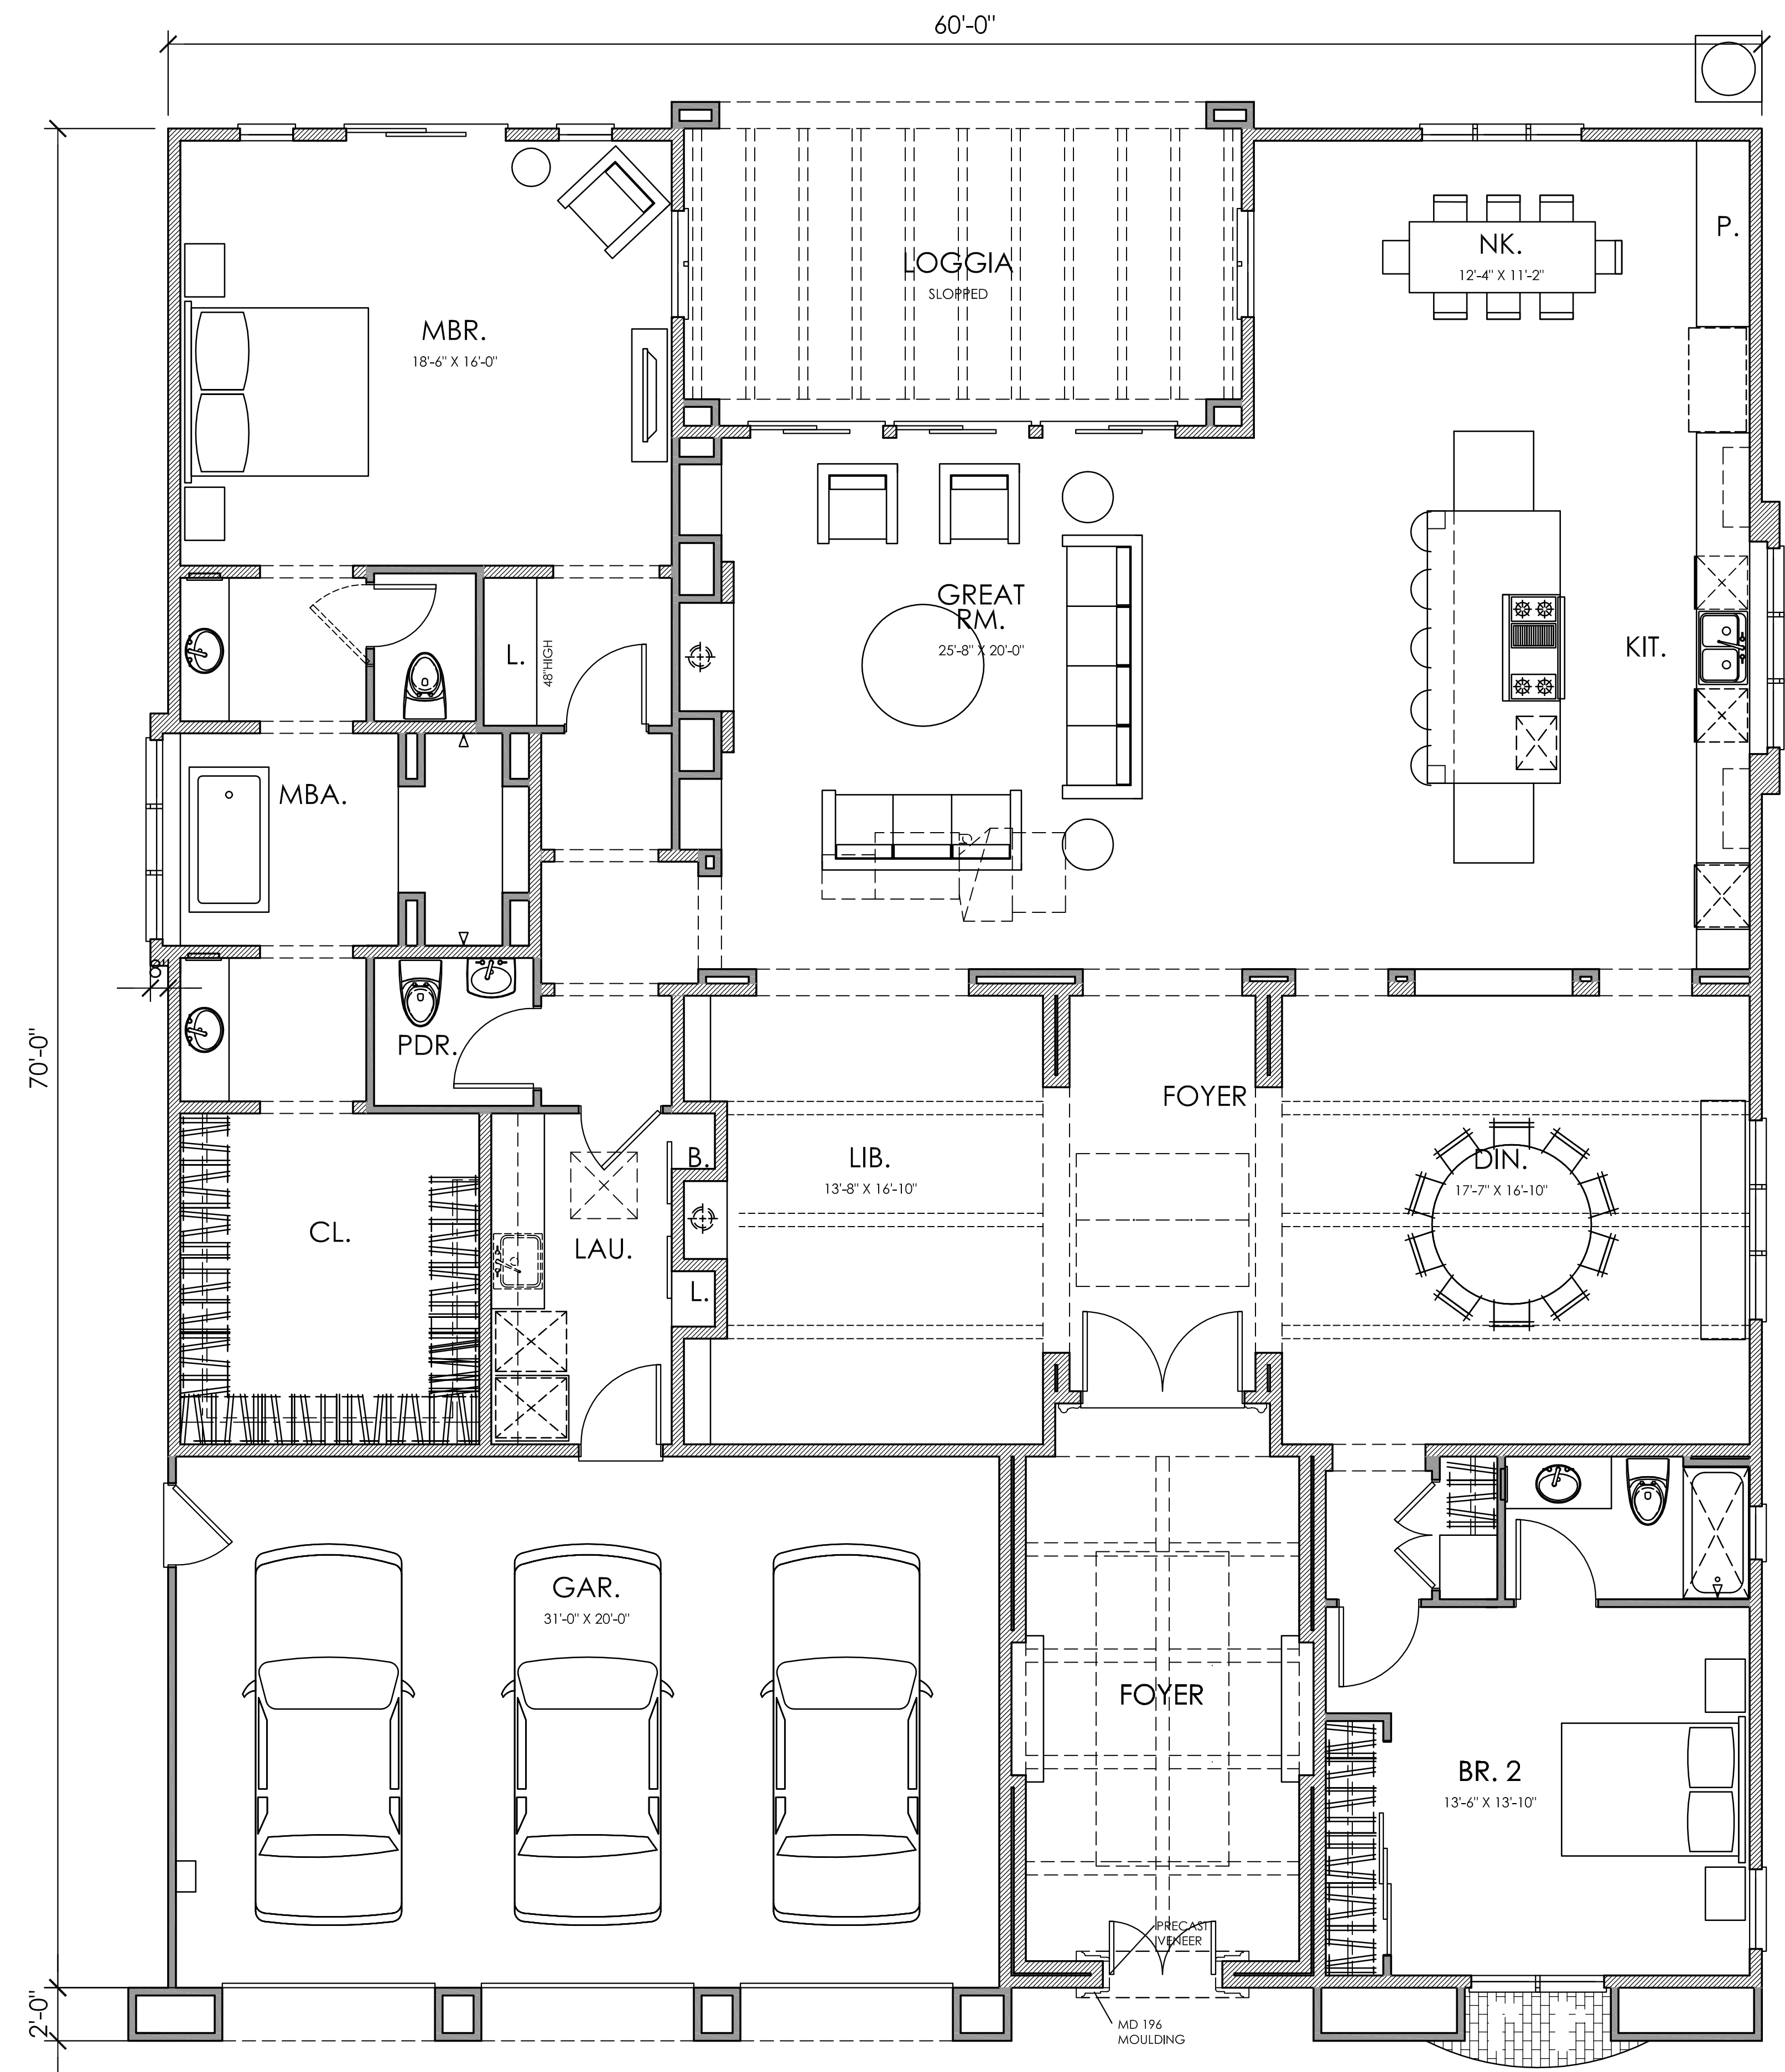 60'-0"
LOGGIA
SLOPPED
NK.
12'-4" X 11'-2"
P.
MBR.
18'-6" X 16'-0"
GREAT
RM.
25'-8" X 20'-0"
KIT.
L.
48"HIGH
MBA.
8"
70'-0"
PDR.
FOYER
LIB.
13'-8" X 16'-10"
DIN.
17'-7" X 16'-10"
B.
CL.
LAU.
L.
GAR.
31'-0" X 20'-0"
FOYER
BR. 2
13'-6" X 13'-10"
PRECAST
VENEER
2'-0"
MD 196
MOULDING